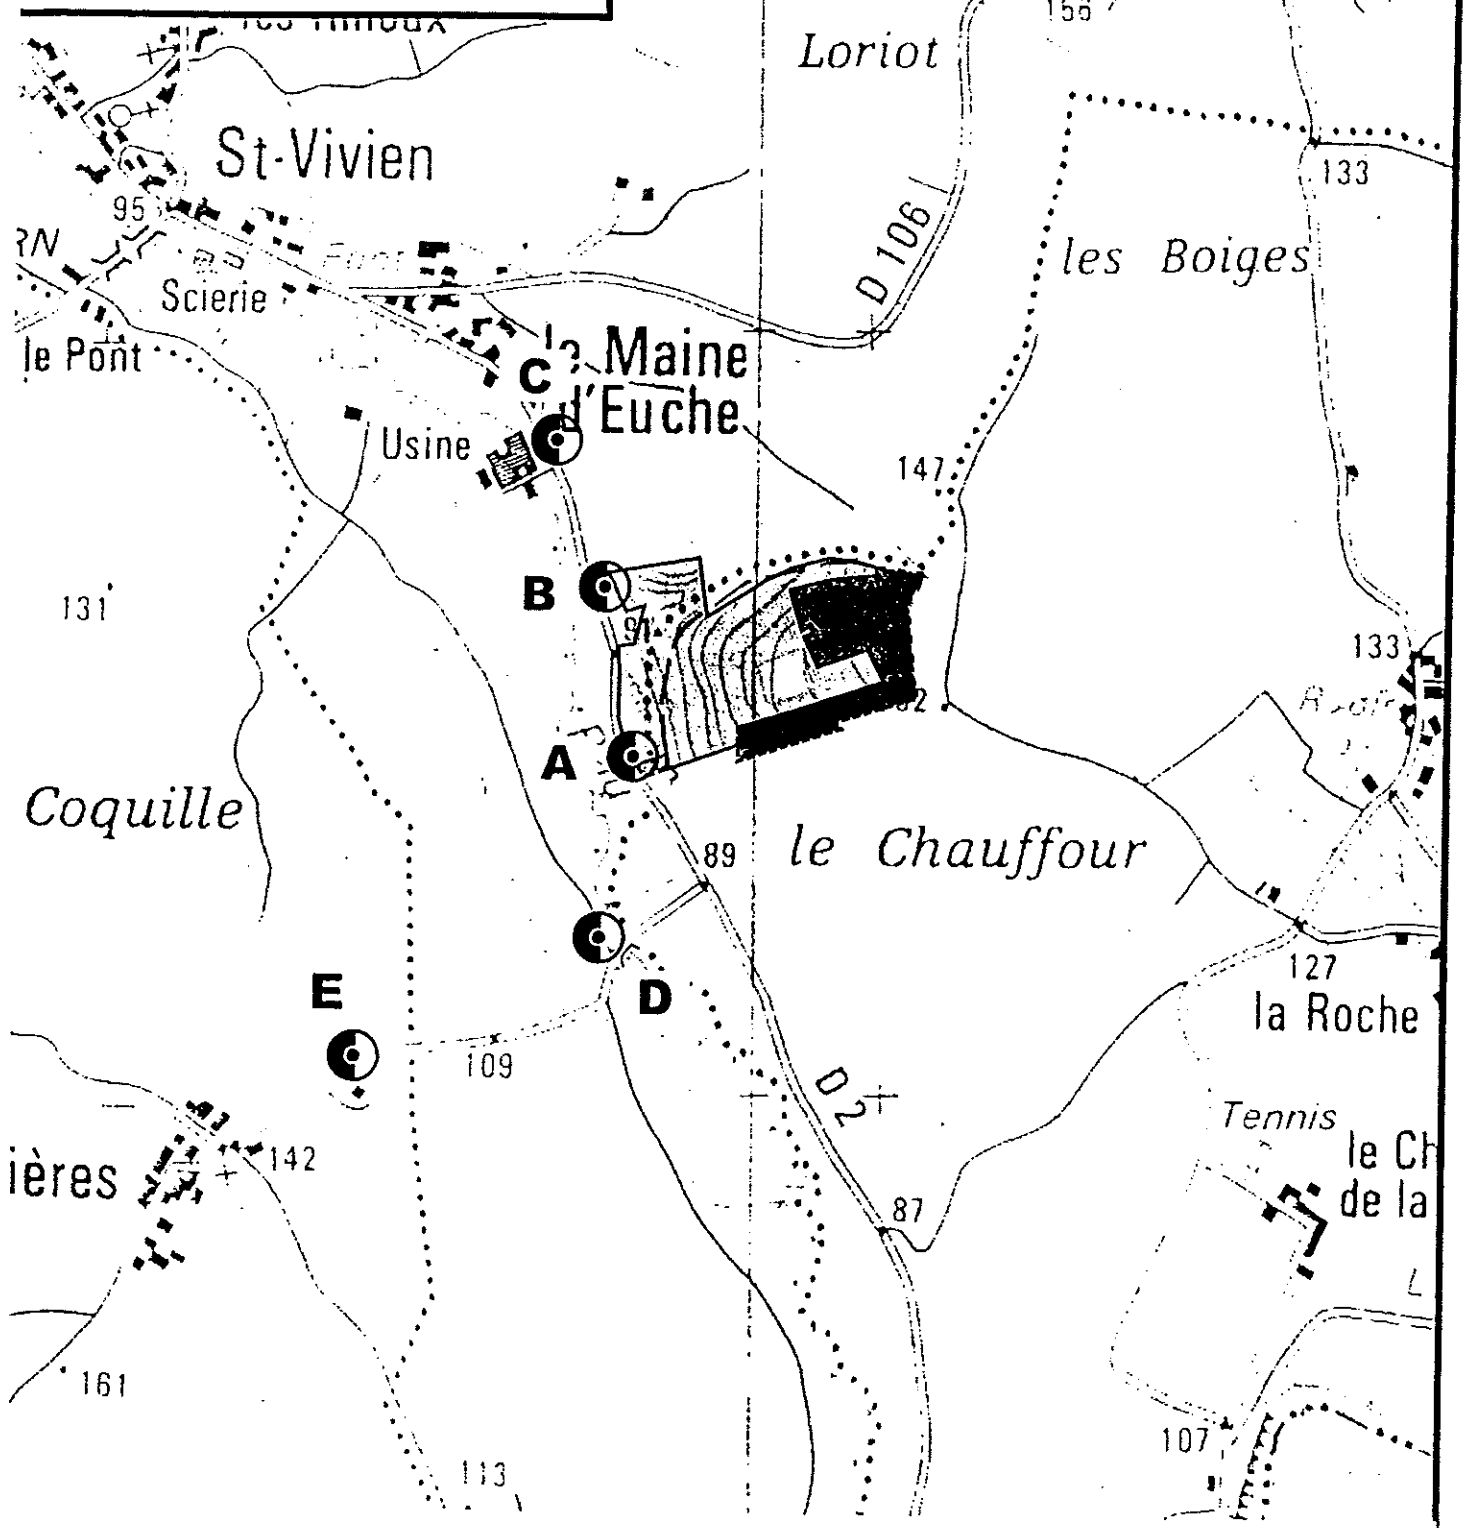 Loriot
St-Vivien
133
95
D 106
les Boiges
RN
Scierie
le Pont
Maine
d'Euche
C
Usine
147
B
131
91
133
A
Coquille
89
le Chauffour
E
D
127
la Roche
109
D 2
Tennis
le Ch
de la
ières
142
87
161
107
113